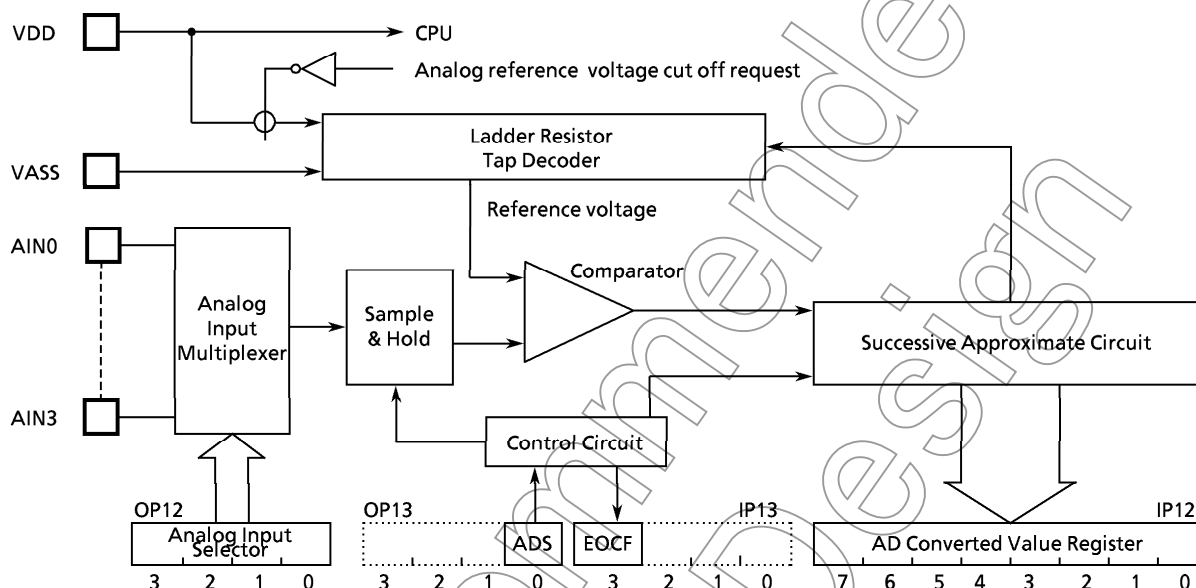 VDD
CPU
Analog reference voltage cut off request
Ladder Resistor
Tap Decoder
VASS
Reference voltage
AIN0
Comparator
Analog
Input
Multiplexer
Sample
& Hold
Successive Approximate Circuit
AIN3
Control Circuit
OP12
OP13
IP13
IP12
Analog Input
Selector
ADS
EOCF
AD Converted Value Register
3 2 1 0
3 2 1 0
3 2 1 0
7 6 5 4 3 2 1 0
mmende
Design